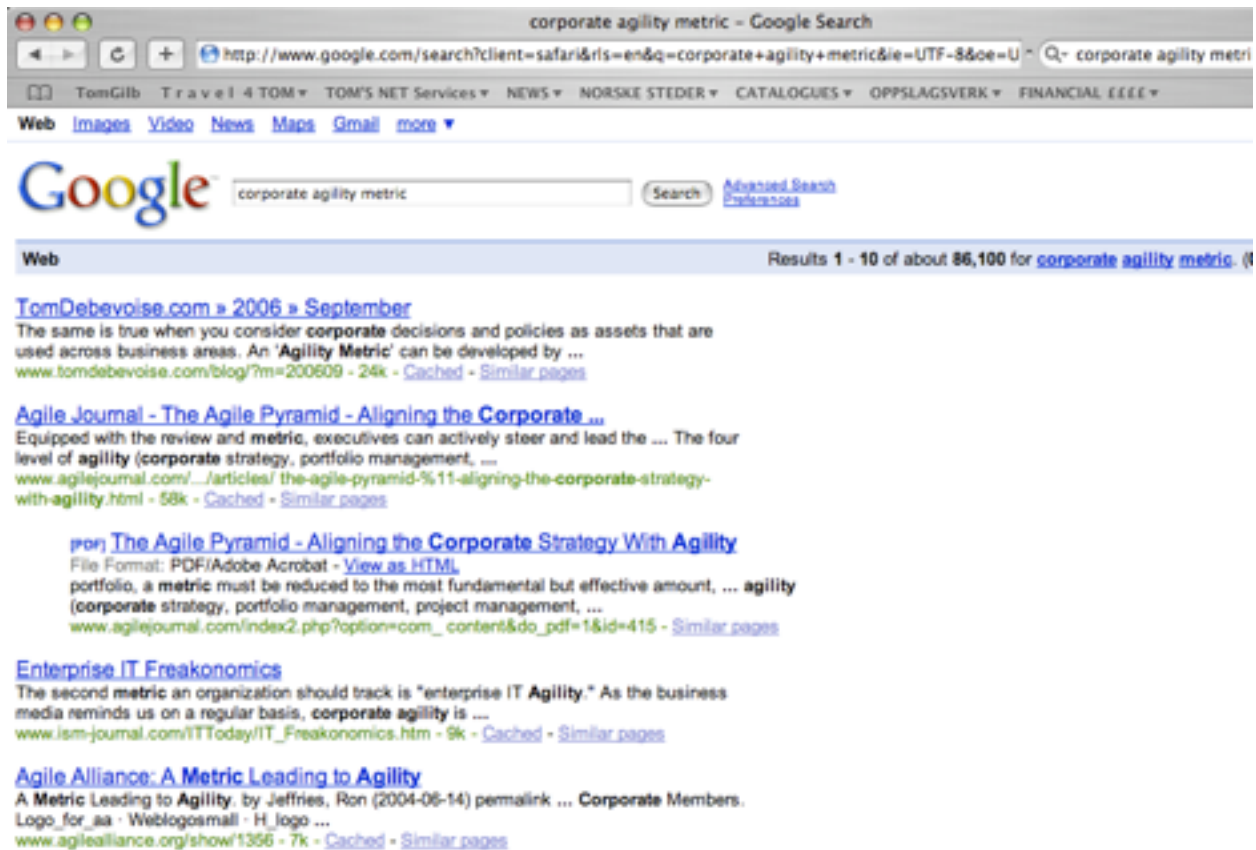 corporate agility metric – Google Search
http://www.google.com/search?client=safari&rls=en&q=corporate+agility+metric&ie=UTF-8&oe=U corporate agility metri
TomGilb Travel 4 TOM▾ TOM'S NET Services▾ NEWS▾ NORSKE STEDER▾ CATALOGUES▾ OPPSLAGSVERK▾ FINANCIAL ££££▾
Web Images Video News Maps Gmail more ▼
Google corporate agility metric Search Advanced Search
Preferences
Web Results 1 - 10 of about 86,100 for corporate agility metric. (
TomDebevoise.com » 2006 » September
The same is true when you consider corporate decisions and policies as assets that are
used across business areas. An 'Agility Metric' can be developed by ...
www.tomdebevoise.com/blog/?m=200609 - 24k - Cached - Similar pages
Agile Journal - The Agile Pyramid - Aligning the Corporate ...
Equipped with the review and metric, executives can actively steer and lead the .... The four
level of agility (corporate strategy, portfolio management, ....
www.agilejournal.com/.../articles/ the-agile-pyramid-%11-aligning-the-corporate-strategy-
with-agility.html - 58k - Cached - Similar pages
[PDF] The Agile Pyramid - Aligning the Corporate Strategy With Agility
File Format: PDF/Adobe Acrobat - View as HTML
portfolio, a metric must be reduced to the most fundamental but effective amount, ... agility
(corporate strategy, portfolio management, project management, ...
www.agilejournal.com/index2.php?option=com_ content&do_pdf=1&id=415 - Similar pages
Enterprise IT Freakonomics
The second metric an organization should track is "enterprise IT Agility." As the business
media reminds us on a regular basis, corporate agility is ....
www.ism-journal.com/ITToday/IT_Freakonomics.htm - 9k - Cached - Similar pages
Agile Alliance: A Metric Leading to Agility
A Metric Leading to Agility. by Jeffries, Ron (2004-06-14) permalink ... Corporate Members.
Logo_for_aa · Weblogosmall · H_logo ...
www.agilealliance.org/show/1356 - 7k - Cached - Similar pages